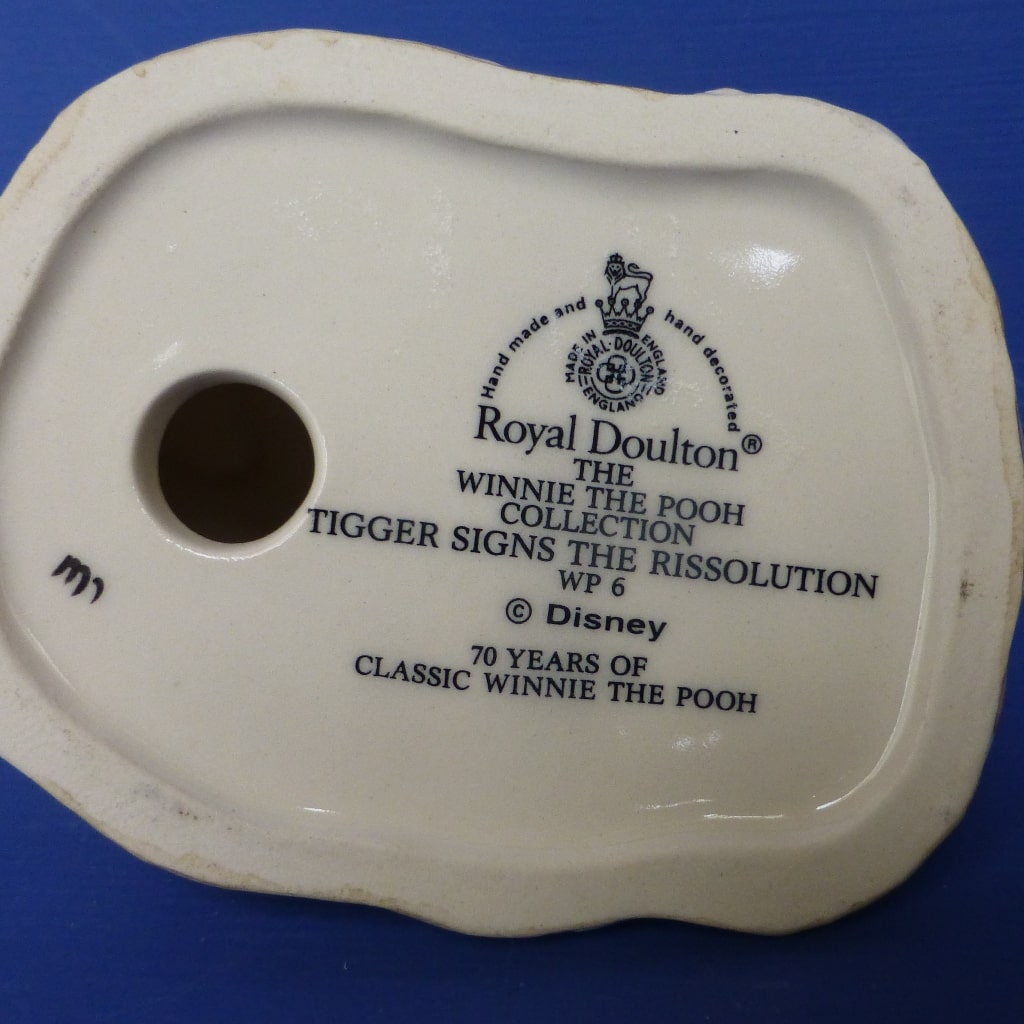 Hand made and hand decorated
MADE IN ENGLAND
ROYAL·DOULTON
ENGLAND
Royal Doulton®
THE
WINNIE THE POOH
COLLECTION
TIGGER SIGNS THE RISSOLUTION
WP 6
© Disney
70 YEARS OF
CLASSIC WINNIE THE POOH